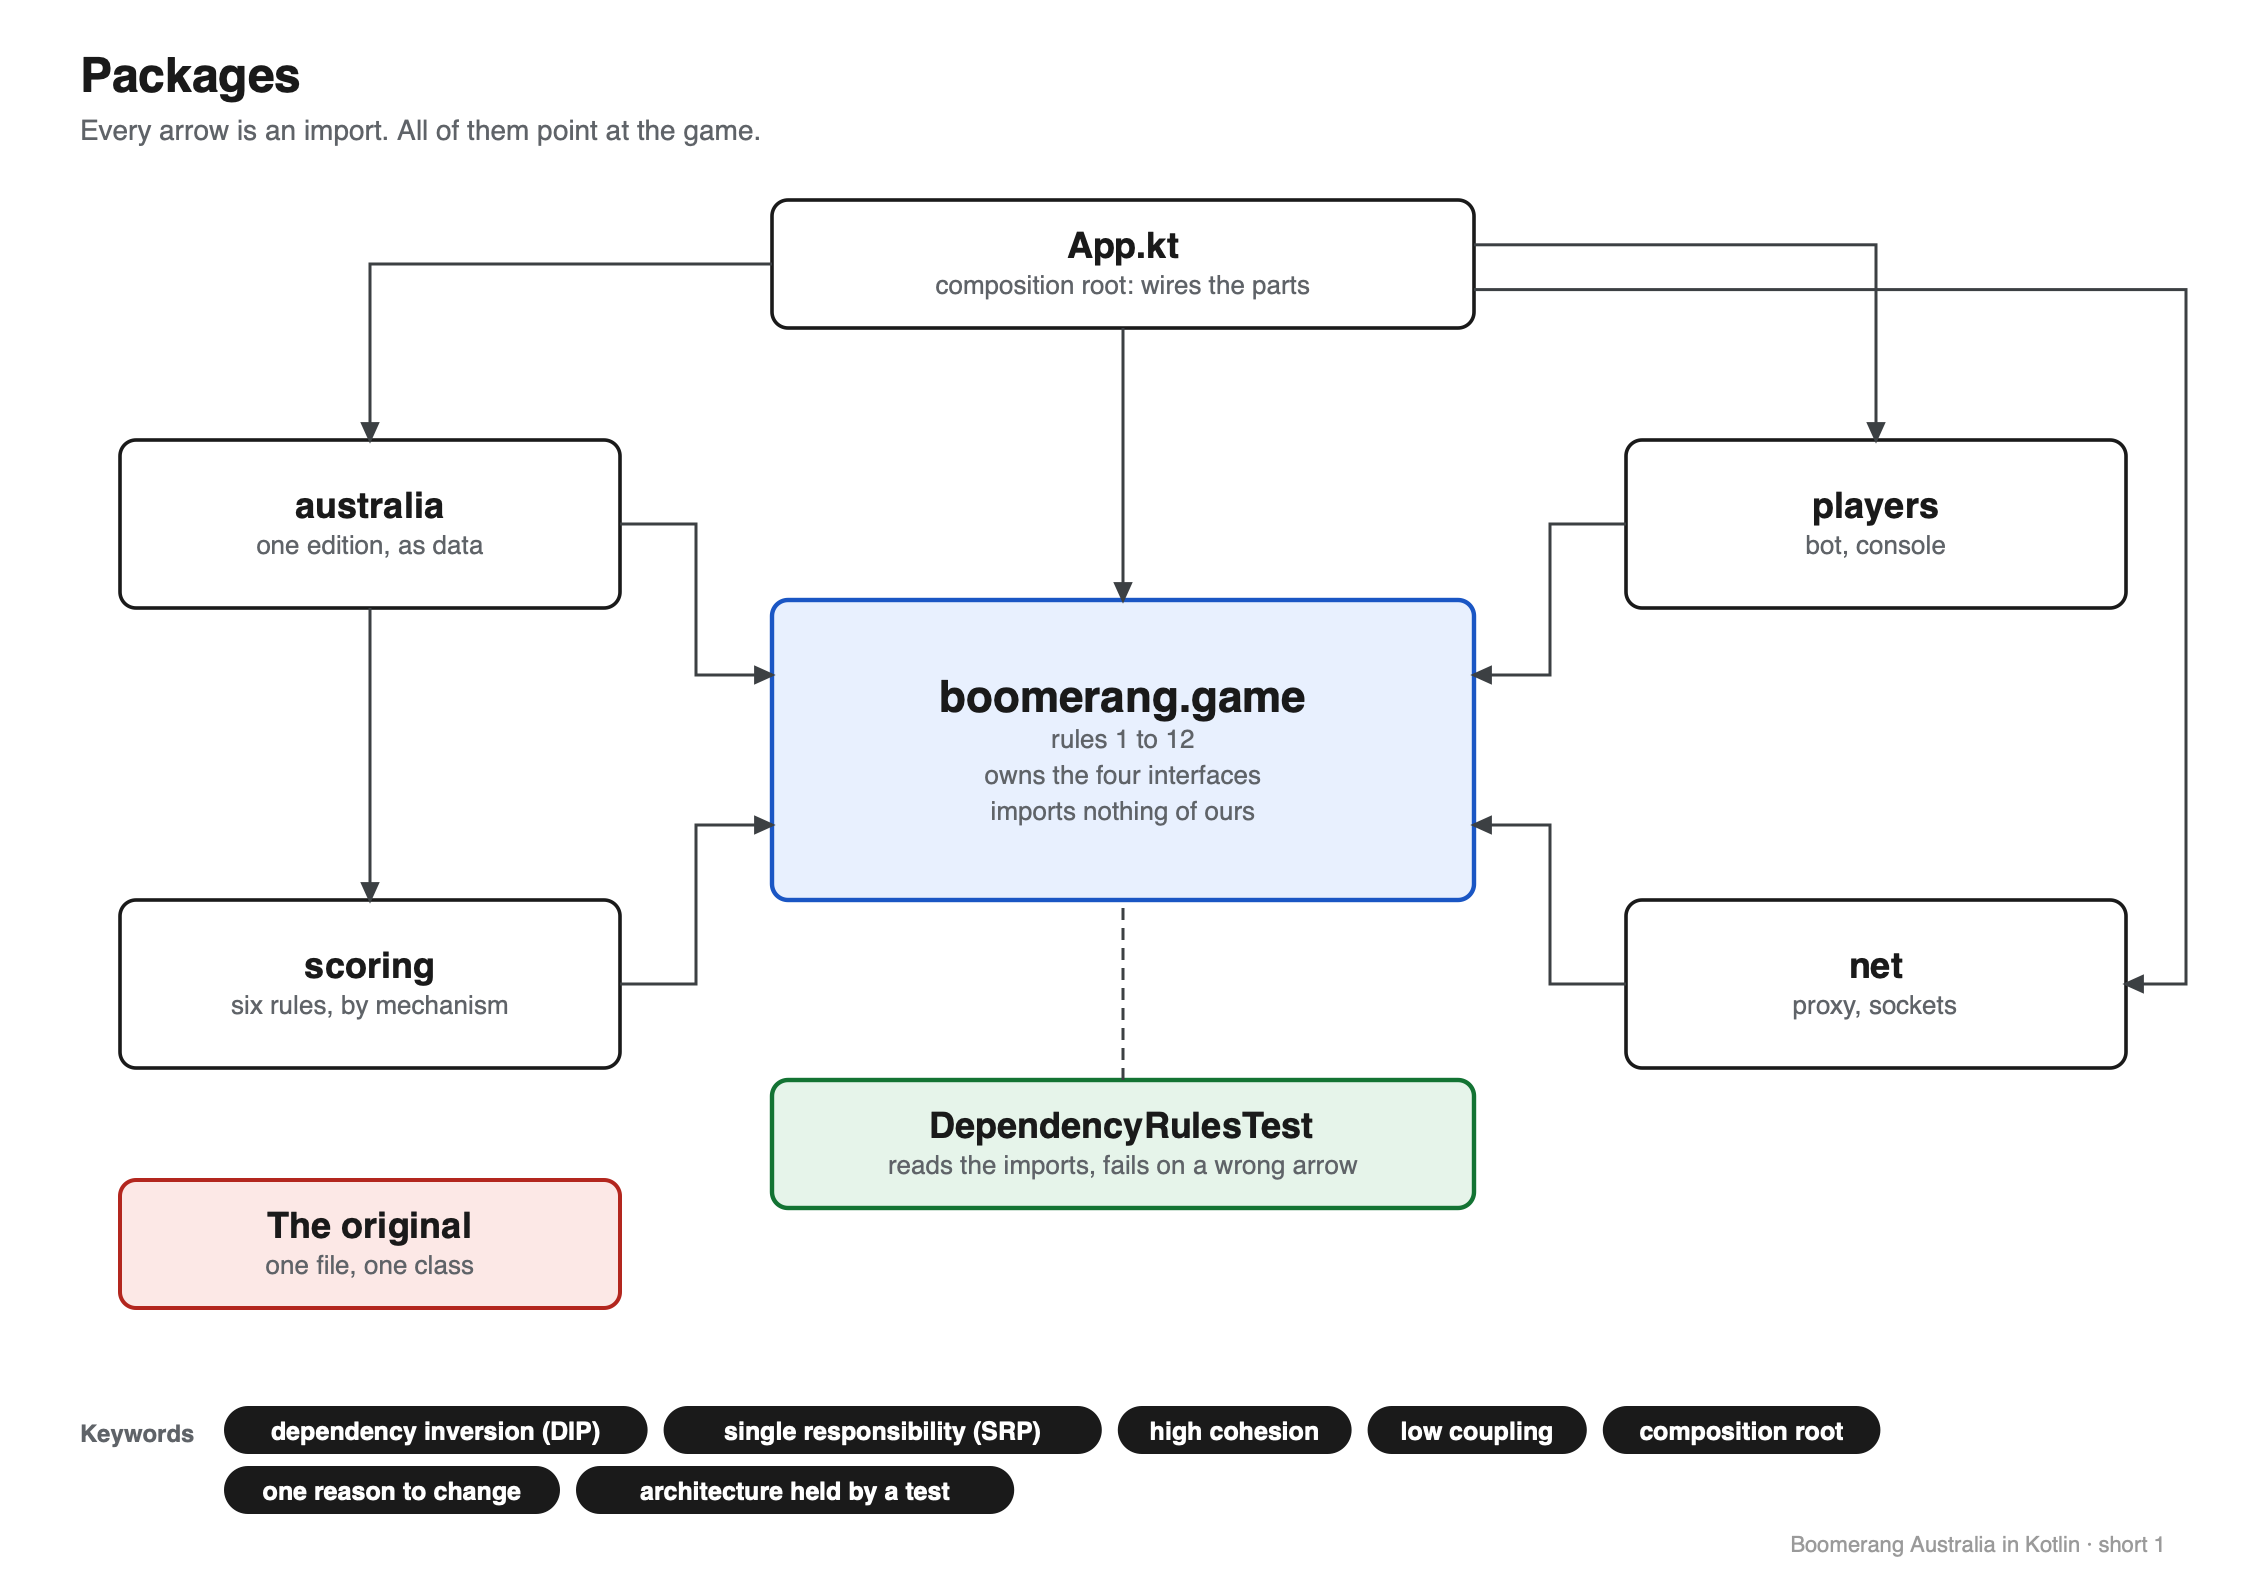 Packages
Every arrow is an import. All of them point at the game.
App.kt
composition root: wires the parts
australia
one edition, as data
players
bot, console
boomerang.game
rules 1 to 12
owns the four interfaces
imports nothing of ours
scoring
six rules, by mechanism
net
proxy, sockets
DependencyRulesTest
reads the imports, fails on a wrong arrow
The original
one file, one class
Keywords
dependency inversion (DIP)
single responsibility (SRP)
high cohesion
low coupling
composition root
one reason to change
architecture held by a test
Boomerang Australia in Kotlin · short 1